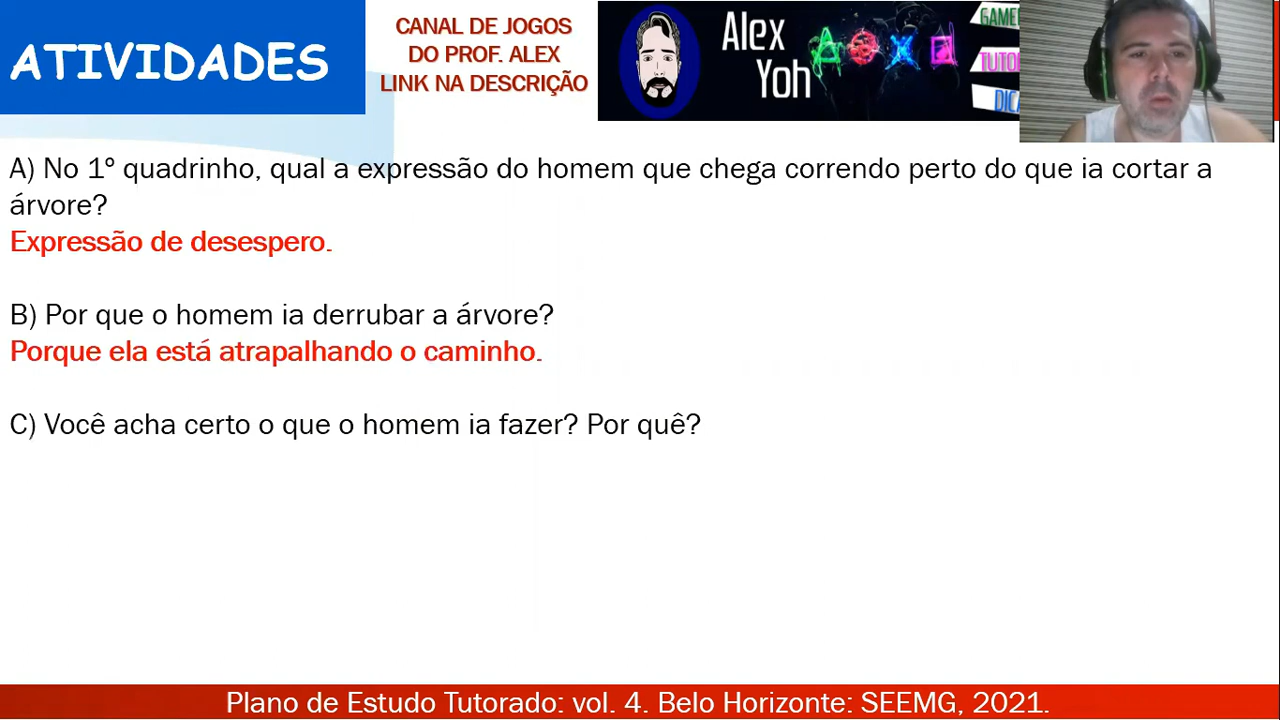 ATIVIDADES
CANAL DE JOGOS
DO PROF. ALEX
LINK NA DESCRIÇÃO
Alex
Yoh
A) No 1º quadrinho, qual a expressão do homem que chega correndo perto do que ia cortar a
árvore?
Expressão de desespero.
B) Por que o homem ia derrubar a árvore?
Porque ela está atrapalhando o caminho.
C) Você acha certo o que o homem ia fazer? Por quê?
Plano de Estudo Tutorado: vol. 4. Belo Horizonte: SEEMG, 2021.